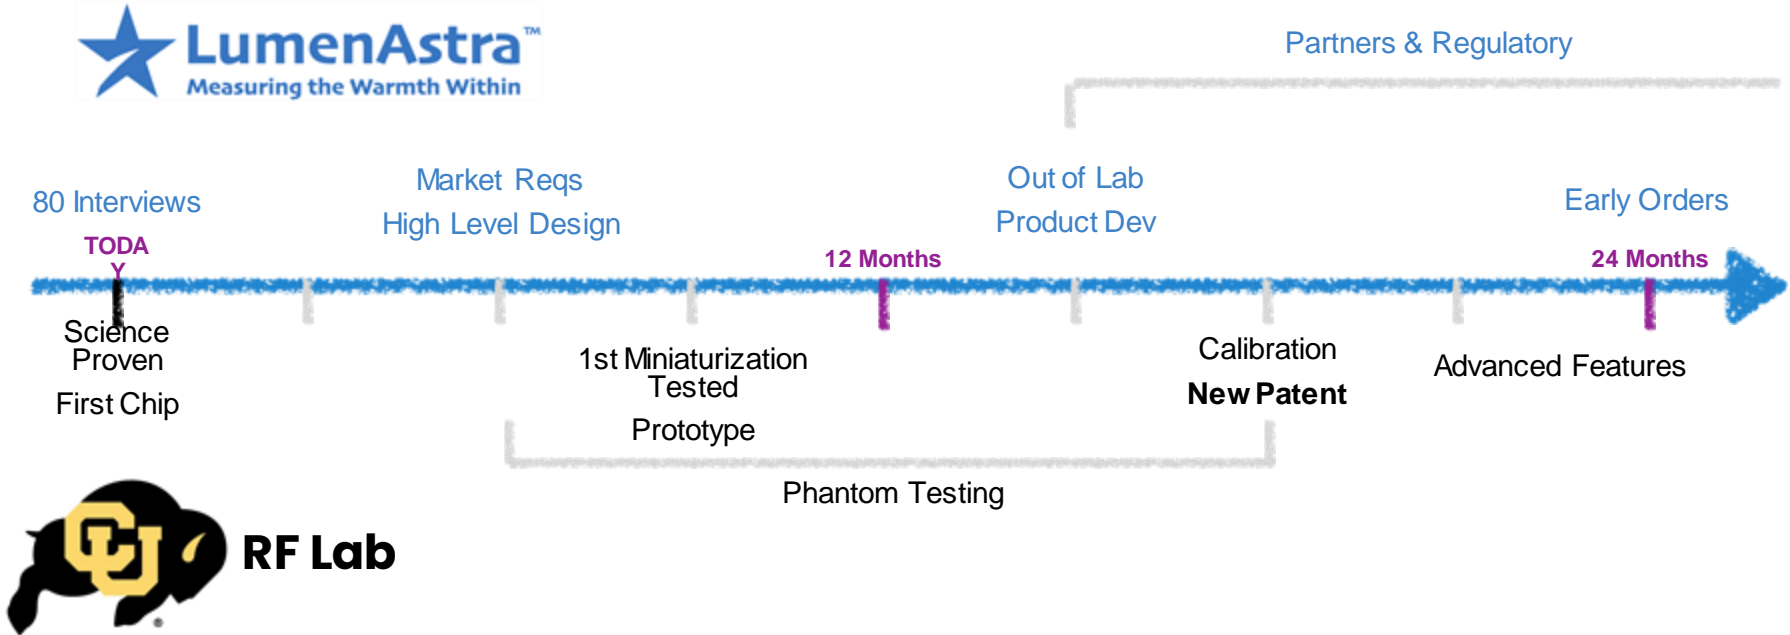 LumenAstra™
Measuring the Warmth Within
Partners & Regulatory
80 Interviews
Market Reqs
High Level Design
Out of Lab
Product Dev
Early Orders
TODA
Y
12 Months
24 Months
Science
Proven
First Chip
1st Miniaturization
Tested
Prototype
Calibration
New Patent
Advanced Features
Phantom Testing
CU
®
RF Lab